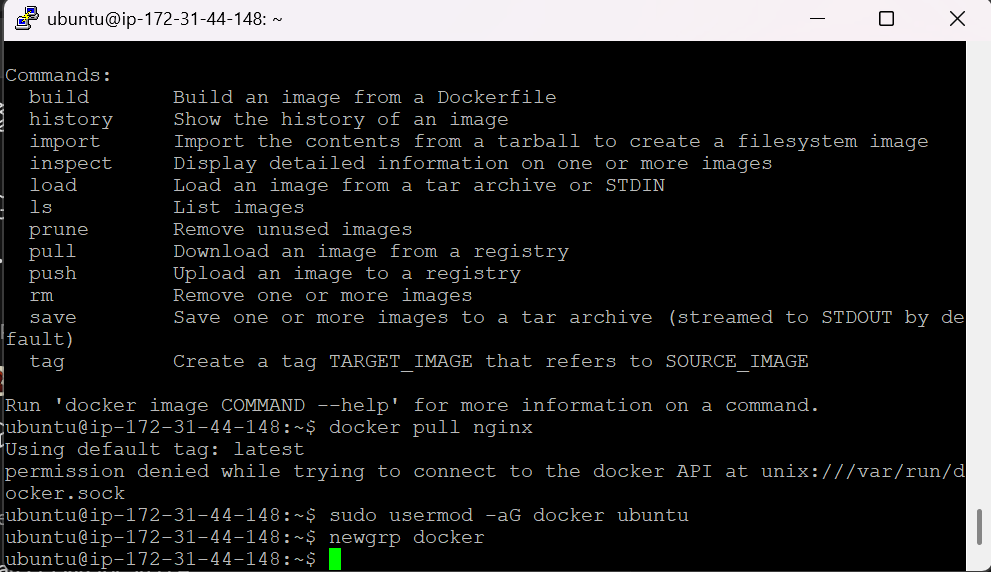 ubuntu@ip-172-31-44-148: ~
Commands:
build Build an image from a Dockerfile
history Show the history of an image
import Import the contents from a tarball to create a filesystem image
inspect Display detailed information on one or more images
load Load an image from a tar archive or STDIN
ls List images
prune Remove unused images
pull Download an image from a registry
push Upload an image to a registry
rm Remove one or more images
save Save one or more images to a tar archive (streamed to STDOUT by de
fault)
tag Create a tag TARGET_IMAGE that refers to SOURCE_IMAGE
Run 'docker image COMMAND --help' for more information on a command.
ubuntu@ip-172-31-44-148:~$ docker pull nginx
Using default tag: latest
permission denied while trying to connect to the docker API at unix:///var/run/d
ocker.sock
ubuntu@ip-172-31-44-148:~$ sudo usermod -aG docker ubuntu
ubuntu@ip-172-31-44-148:~$ newgrp docker
ubuntu@ip-172-31-44-148:~$